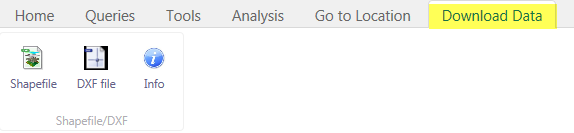 Home Queries Tools Analysis Go to Location Download Data
Shapefile DXF file Info
Shapefile/DXF